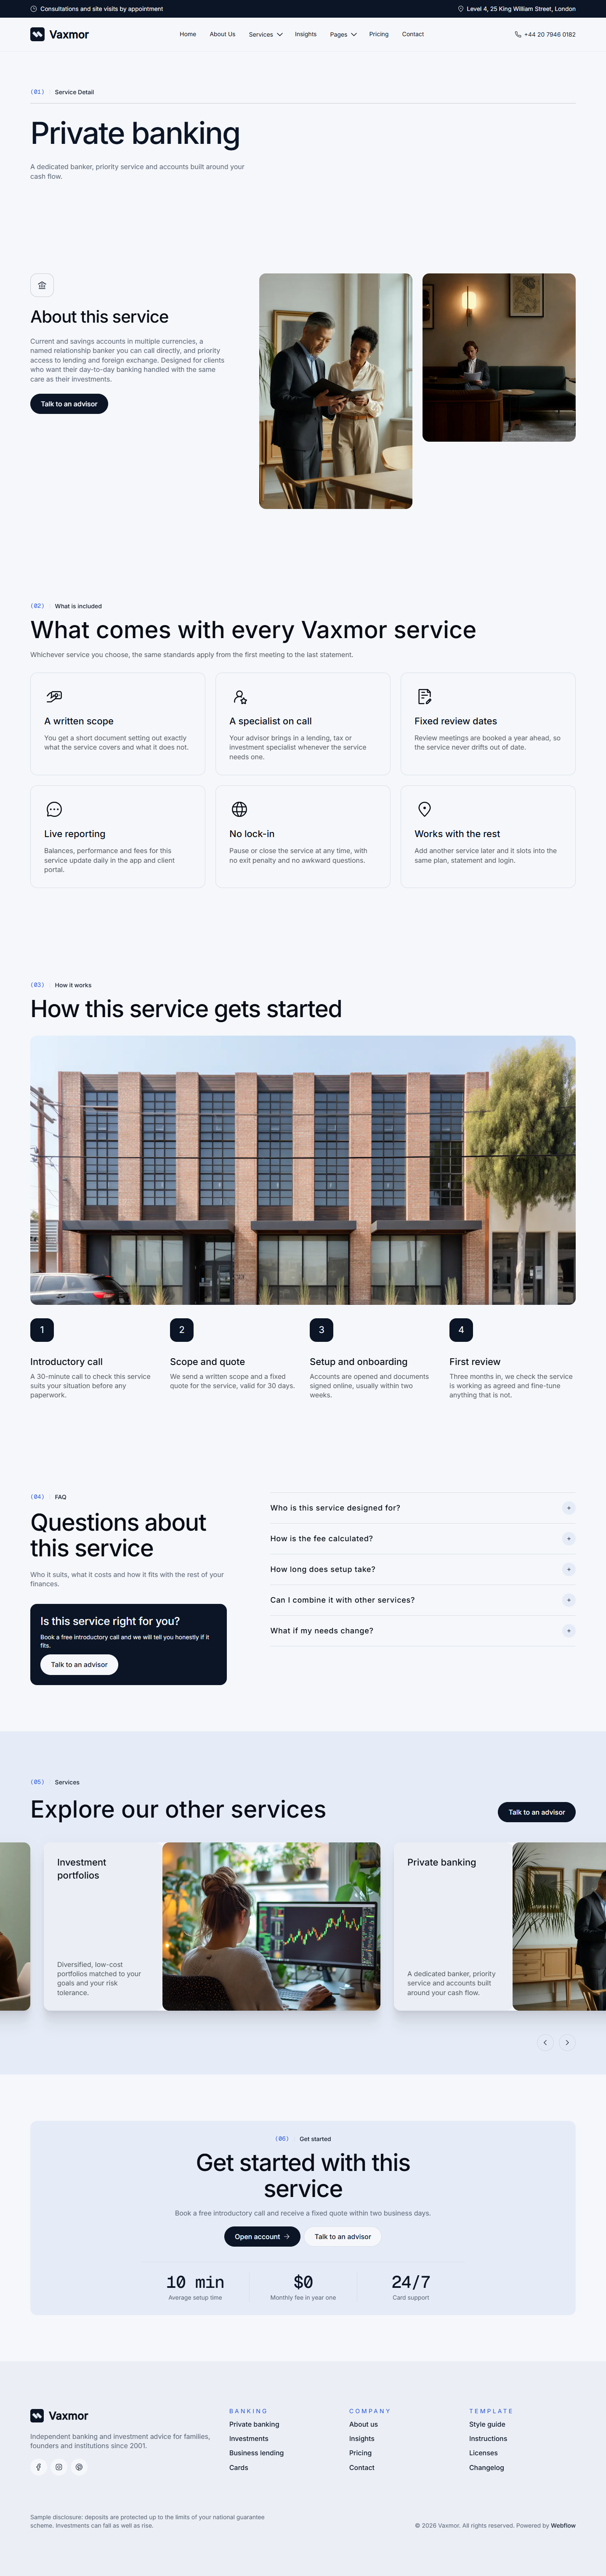 Consultations and site visits by appointment
Level 4, 25 King William Street, London
Vaxmor
Home
About Us
Services
Insights
Pages
Pricing
Contact
+44 20 7946 0182
(01)
Service Detail
Private banking
A dedicated banker, priority service and accounts built around your
cash flow.
About this service
Current and savings accounts in multiple currencies, a
named relationship banker you can call directly, and priority
access to lending and foreign exchange. Designed for clients
who want their day-to-day banking handled with the same
care as their investments.
Talk to an advisor
(02)
What is included
What comes with every Vaxmor service
Whichever service you choose, the same standards apply from the first meeting to the last statement.
A written scope
You get a short document setting out exactly
what the service covers and what it does not.
A specialist on call
Your advisor brings in a lending, tax or
investment specialist whenever the service
needs one.
Fixed review dates
Review meetings are booked a year ahead, so
the service never drifts out of date.
Live reporting
Balances, performance and fees for this
service update daily in the app and client
portal.
No lock-in
Pause or close the service at any time, with
no exit penalty and no awkward questions.
Works with the rest
Add another service later and it slots into the
same plan, statement and login.
(03)
How it works
How this service gets started
1
Introductory call
A 30-minute call to check this service
suits your situation before any
paperwork.
2
Scope and quote
We send a written scope and a fixed
quote for the service, valid for 30 days.
3
Setup and onboarding
Accounts are opened and documents
signed online, usually within two
weeks.
4
First review
Three months in, we check the service
is working as agreed and fine-tune
anything that is not.
(04)
FAQ
Questions about
this service
Who it suits, what it costs and how it fits with the rest of your
finances.
Is this service right for you?
Book a free introductory call and we will tell you honestly if it
fits.
Talk to an advisor
Who is this service designed for?
How is the fee calculated?
How long does setup take?
Can I combine it with other services?
What if my needs change?
(05)
Services
Explore our other services
Talk to an advisor
Investment
portfolios
Diversified, low-cost
portfolios matched to your
goals and your risk
tolerance.
Private banking
A dedicated banker, priority
service and accounts built
around your cash flow.
(06)
Get started
Get started with this
service
Book a free introductory call and receive a fixed quote within two business days.
Open account
Talk to an advisor
10 min
Average setup time
$0
Monthly fee in year one
24/7
Card support
Vaxmor
Independent banking and investment advice for families,
founders and institutions since 2001.
BANKING
Private banking
Investments
Business lending
Cards
COMPANY
About us
Insights
Pricing
Contact
TEMPLATE
Style guide
Instructions
Licenses
Changelog
Sample disclosure: deposits are protected up to the limits of your national guarantee
scheme. Investments can fall as well as rise.
© 2026 Vaxmor. All rights reserved. Powered by Webflow